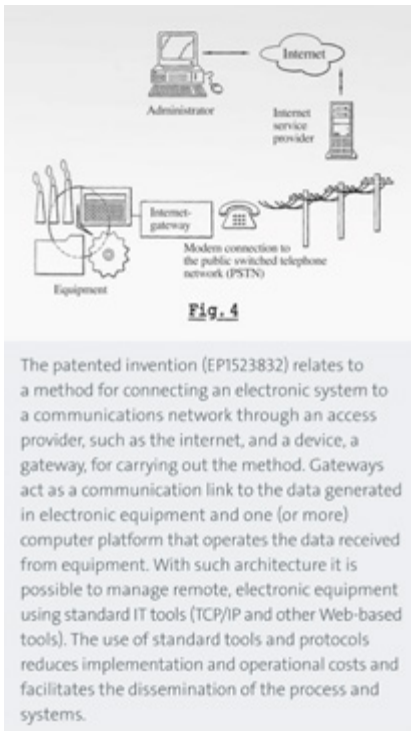 Internet
Administrator
Internet
service
provider
Internet-
gateway
Modem connection to
the public switched telephone
network (PSTN)
Equipment
Fig. 4
The patented invention (EP1523832) relates to
a method for connecting an electronic system to
a communications network through an access
provider, such as the internet, and a device, a
gateway, for carrying out the method. Gateways
act as a communication link to the data generated
in electronic equipment and one (or more)
computer platform that operates the data received
from equipment. With such architecture it is
possible to manage remote, electronic equipment
using standard IT tools (TCP/IP and other Web-based
tools). The use of standard tools and protocols
reduces implementation and operational costs and
facilitates the dissemination of the process and
systems.